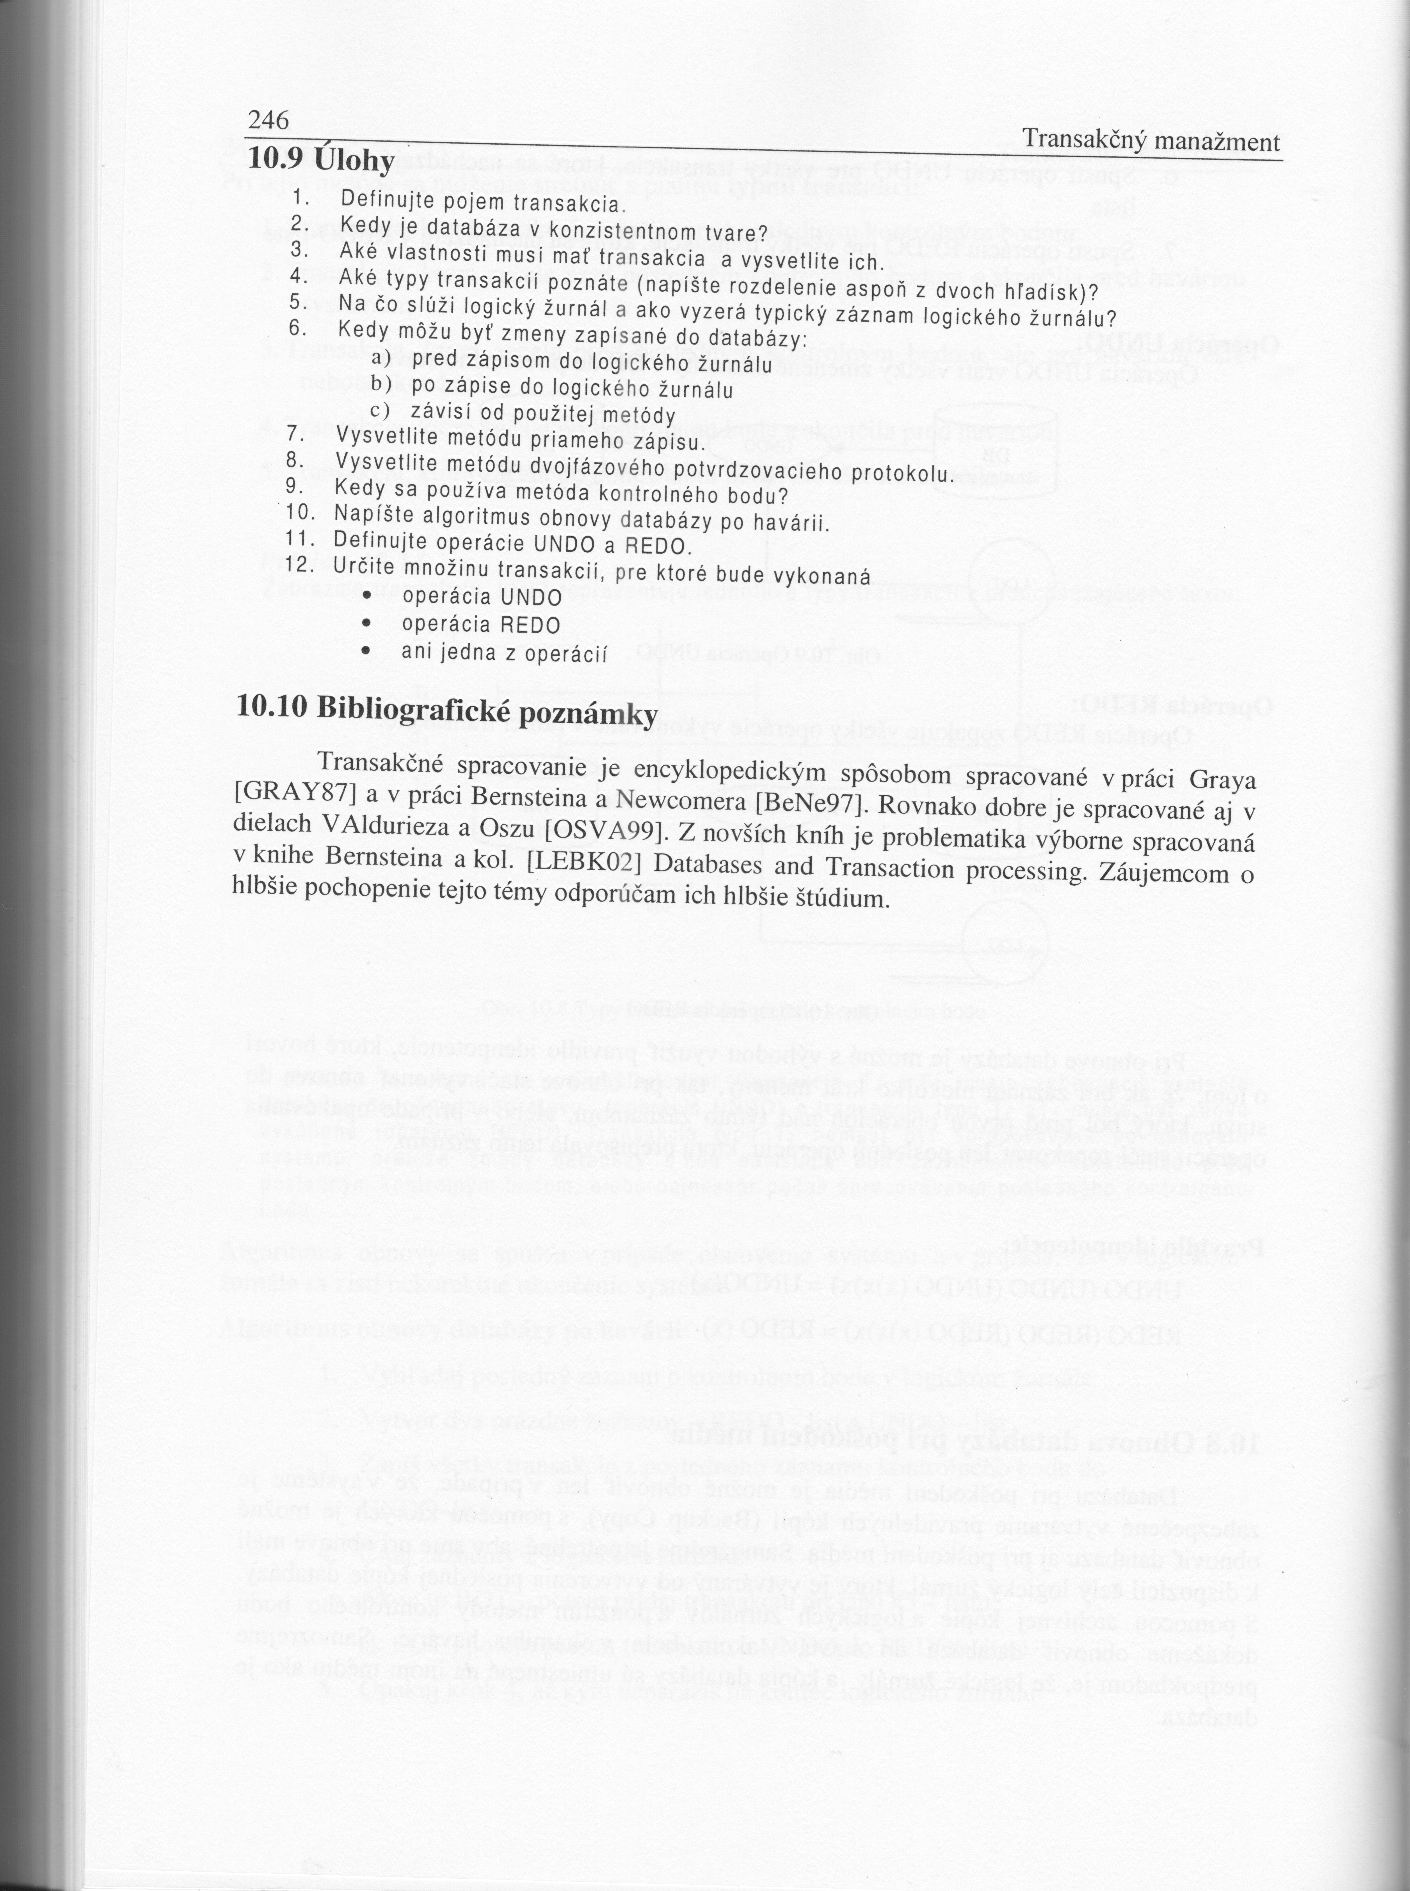 246
Transakčný manažment
10.9 Úlohy
1. Definujte pojem transakcia.
2. Kedy je databáza v konzistentnom tvare?
3. Aké vlastnosti musí mať transakcia a vysvetlite ich.
4. Aké typy transakcií poznáte (napíšte rozdelenie aspoň z dvoch hľadísk)?
5. Na čo slúži logický žurnál a ako vyzerá typický záznam logického žurnálu?
6. Kedy môžu byť zmeny zapísané do databázy:
a) pred zápisom do logického žurnálu
b) po zápise do logického žurnálu
c) závisí od použitej metódy
7. Vysvetlite metódu priameho zápisu.
8. Vysvetlite metódu dvojfázového potvrdzovacieho protokolu.
9. Kedy sa používa metóda kontrolného bodu?
10. Napíšte algoritmus obnovy databázy po havárii.
11. Definujte operácie UNDO a REDO.
12. Určite množinu transakcií, pre ktoré bude vykonaná
• operácia UNDO
• operácia REDO
• ani jedna z operácií
10.10 Bibliografické poznámky
Transakčné spracovanie je encyklopedickým spôsobom spracované v práci Graya
[GRAY87] a v práci Bernsteina a Newcomera [BeNe97]. Rovnako dobre je spracované aj v
dielach VAldurieza a Oszu [OSVA99]. Z novších kníh je problematika výborne spracovaná
v knihe Bernsteina a kol. [LEBK02] Databases and Transaction processing. Záujemcom o
hlbšie pochopenie tejto témy odporúčam ich hlbšie štúdium.